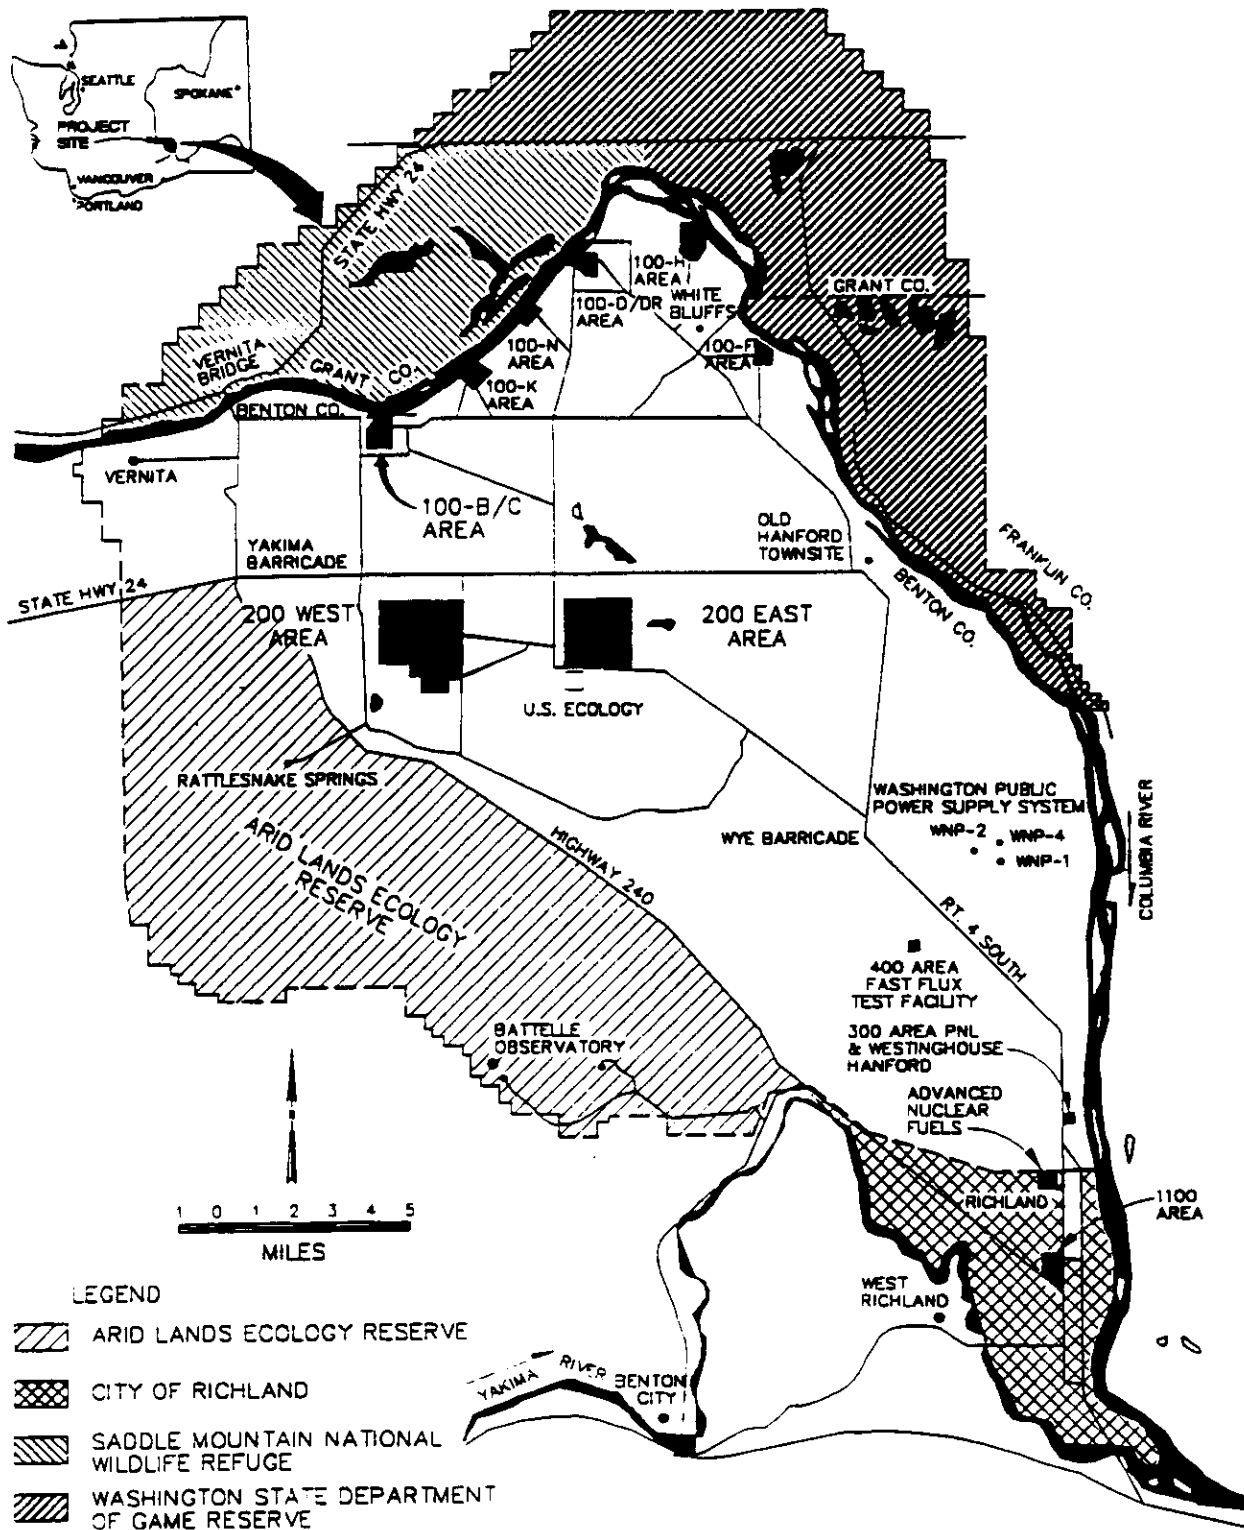 SEATTLE
SPOKANE
PROJECT
SITE
VANCOUVER
PORTLAND
STATE HWY 24
100-H
AREA
100-D/DR
AREA
WHITE
BLUFFS
GRANT CO.
100-N
AREA
100-F
AREA
VERNITA
BRIDGE
GRANT CO.
100-K
AREA
BENTON CO.
VERNITA
100-B/C
AREA
YAKIMA
BARRICADE
OLD
HANFORD
TOWNSITE
FRANKLIN CO.
BENTON CO.
STATE HWY 24
200 WEST
AREA
200 EAST
AREA
U.S. ECOLOGY
RATTLESNAKE SPRINGS
WASHINGTON PUBLIC
POWER SUPPLY SYSTEM
WNP-2
WNP-4
WNP-1
WYE BARRICADE
COLUMBIA RIVER
ARID LANDS ECOLOGY
RESERVE
HIGHWAY 240
RT. 4 SOUTH
400 AREA
FAST FLUX
TEST FACILITY
BATTELLE
OBSERVATORY
300 AREA PNL
& WESTINGHOUSE
HANFORD
ADVANCED
NUCLEAR
FUELS
RICHLAND
1100
AREA
1 0 1 2 3 4 5
MILES
WEST
RICHLAND
YAKIMA RIVER
BENTON
CITY
LEGEND
ARID LANDS ECOLOGY RESERVE
CITY OF RICHLAND
SADDLE MOUNTAIN NATIONAL
WILDLIFE REFUGE
WASHINGTON STATE DEPARTMENT
OF GAME RESERVE